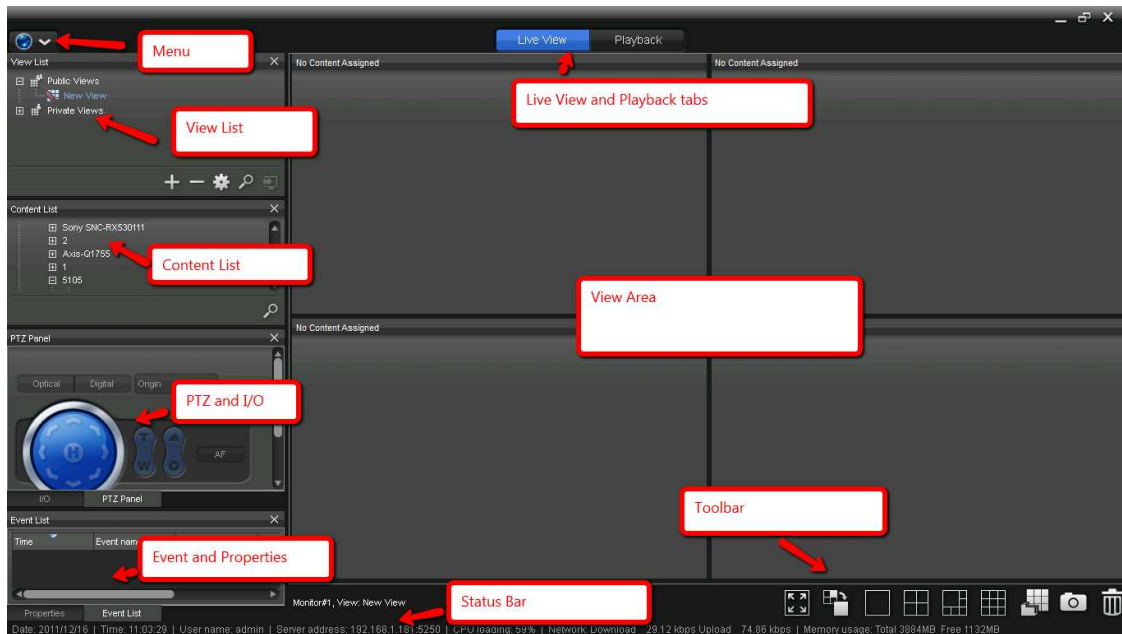 Menu
Live View
Playback
View List
No Content Assigned
No Content Assigned
Public Views
New View
Private Views
Live View and Playback tabs
View List
Content List
Sony SNC-RX530111
2
Axis-Q1755
1
5105
Content List
View Area
No Content Assigned
PTZ Panel
Optical
Digital
Origin
PTZ and I/O
H
T
W
AF
I/O
PTZ Panel
Toolbar
Event List
Time
Event nam
Event and Properties
Properties
Event List
Monitor#1, View: New View
Status Bar
Date: 2011/12/16 | Time: 11:03:29 | User name: admin | Server address: 192.168.1.181:5250 | CPU loading: 59% | Network: Download 29.12 kbps Upload 74.86 kbps | Memory usage: Total 3884MB Free 1132MB